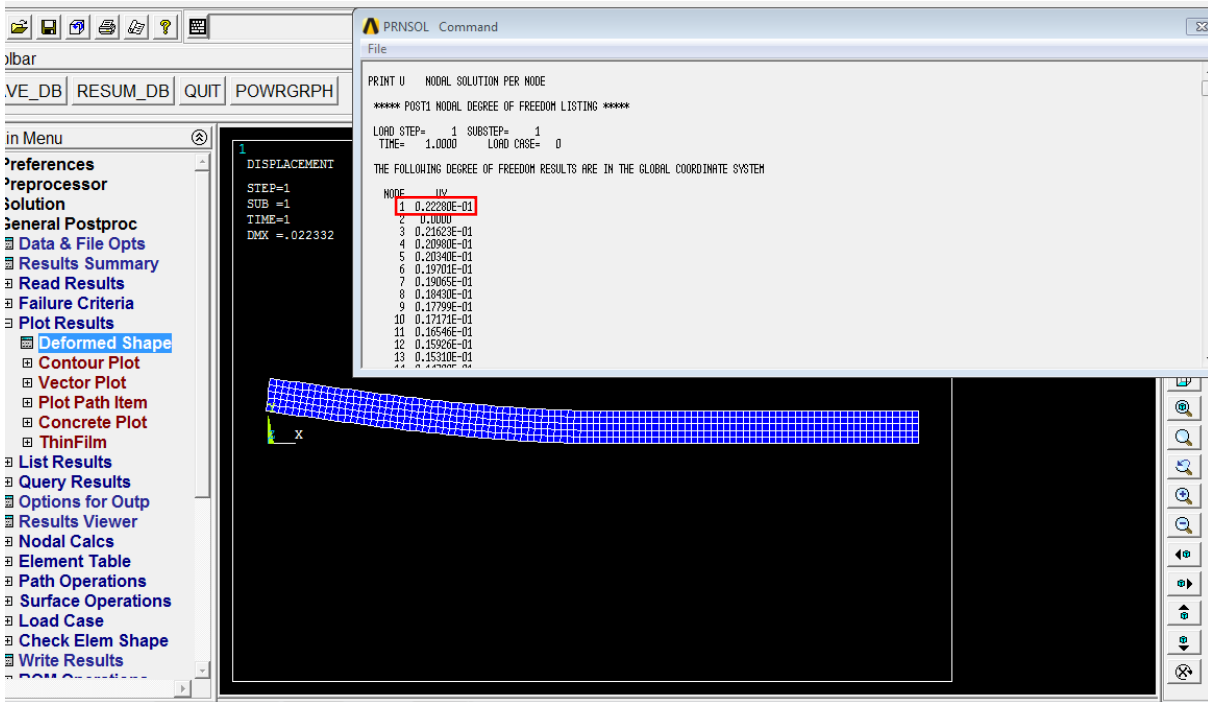 PRNSOL Command
File
PRINT U NODAL SOLUTION PER NODE
***** POST1 NODAL DEGREE OF FREEDOM LISTING *****
LOAD STEP= 1 SUBSTEP= 1
TIME= 1.0000 LOAD CASE= 0
THE FOLLOWING DEGREE OF FREEDOM RESULTS ARE IN THE GLOBAL COORDINATE SYSTEM
NODE UY
1 0.22280E-01
2 0.0000
3 0.21623E-01
4 0.20980E-01
5 0.20340E-01
6 0.19701E-01
7 0.19065E-01
8 0.18430E-01
9 0.17799E-01
10 0.17171E-01
11 0.16546E-01
12 0.15926E-01
13 0.15310E-01
olbar
VE_DB RESUM_DB QUIT POWRGRPH
in Menu
Preferences
Preprocessor
Solution
General Postproc
Data & File Opts
Results Summary
Read Results
Failure Criteria
Plot Results
Deformed Shape
Contour Plot
Vector Plot
Plot Path Item
Concrete Plot
ThinFilm
List Results
Query Results
Options for Outp
Results Viewer
Nodal Calcs
Element Table
Path Operations
Surface Operations
Load Case
Check Elem Shape
Write Results
1
DISPLACEMENT
STEP=1
SUB =1
TIME=1
DMX =.022332
X